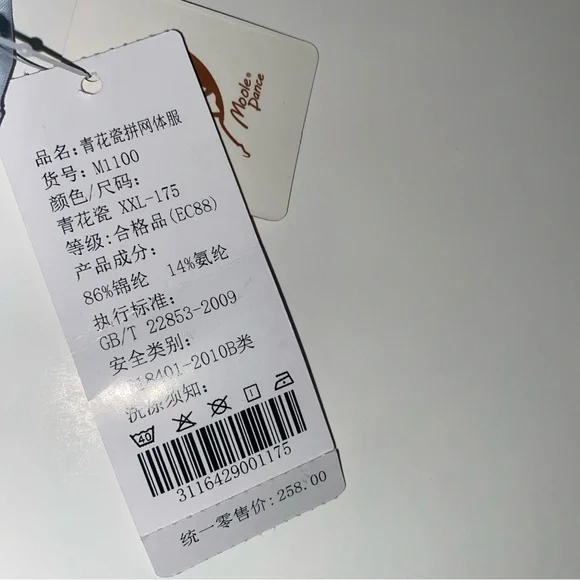 Moole®
Dance
品名:青花瓷拼网体服
货号: M1100
颜色/尺码:
青花瓷 XXL-175
等级:合格品(EC88)
产品成分:
86%锦纶 14%氨纶
执行标准:
GB/T 22853-2009
安全类别:
18401-2010B类
洗涤须知:
40
3116429001175
统一零售价:258.00